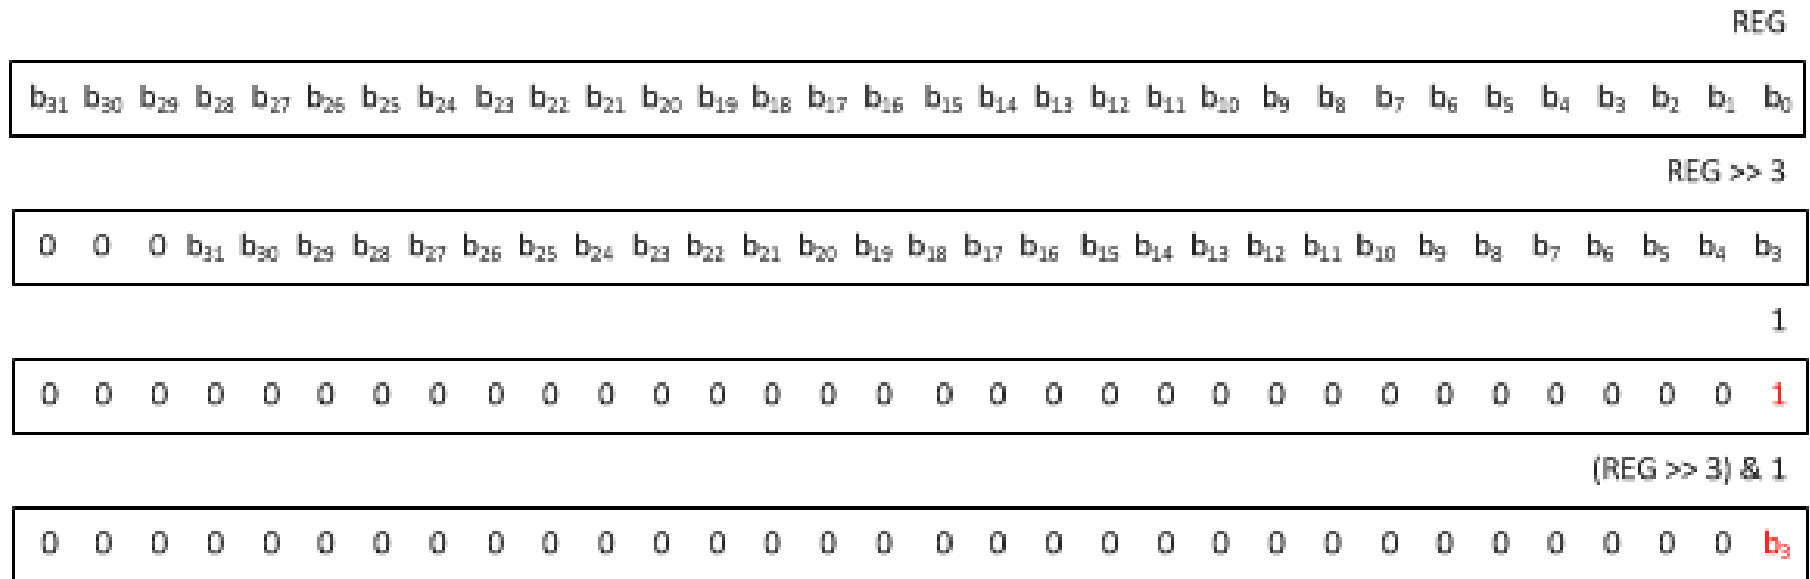 REG
b₃₁ b₃₀ b₂₉ b₂₈ b₂₇ b₂₆ b₂₅ b₂₄ b₂₃ b₂₂ b₂₁ b₂₀ b₁₉ b₁₈ b₁₇ b₁₆ b₁₅ b₁₄ b₁₃ b₁₂ b₁₁ b₁₀ b₉ b₈ b₇ b₆ b₅ b₄ b₃ b₂ b₁ b₀
REG >> 3
0 0 0 b₃₁ b₃₀ b₂₉ b₂₈ b₂₇ b₂₆ b₂₅ b₂₄ b₂₃ b₂₂ b₂₁ b₂₀ b₁₉ b₁₈ b₁₇ b₁₆ b₁₅ b₁₄ b₁₃ b₁₂ b₁₁ b₁₀ b₉ b₈ b₇ b₆ b₅ b₄ b₃
1
0 0 0 0 0 0 0 0 0 0 0 0 0 0 0 0 0 0 0 0 0 0 0 0 0 0 0 0 0 0 0 1
(REG >> 3) & 1
0 0 0 0 0 0 0 0 0 0 0 0 0 0 0 0 0 0 0 0 0 0 0 0 0 0 0 0 0 0 0 b₃